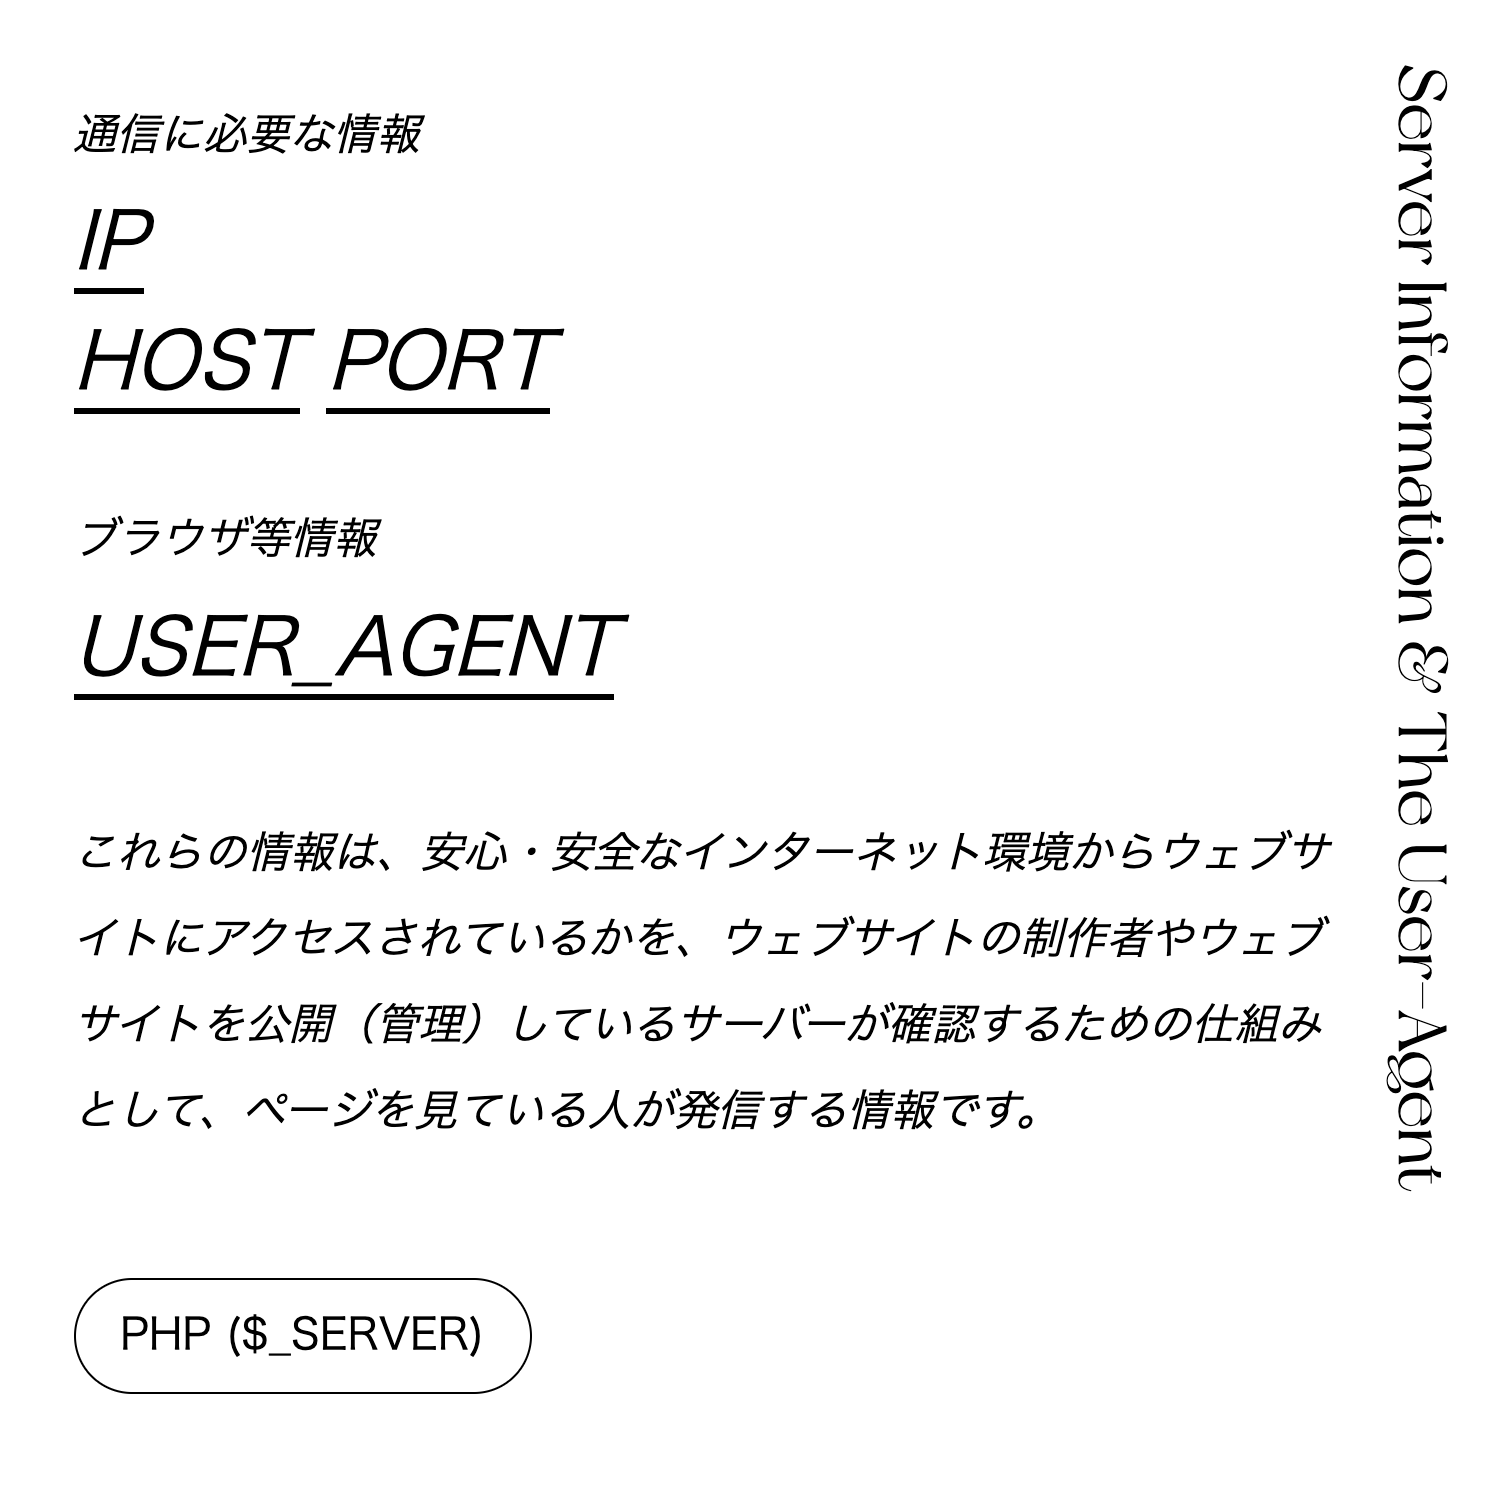 通信に必要な情報
IP
HOST PORT
ブラウザ等情報
USER_AGENT
これらの情報は、安心・安全なインターネット環境からウェブサ
イトにアクセスされているかを、ウェブサイトの制作者やウェブ
サイトを公開（管理）しているサーバーが確認するための仕組み
として、ページを見ている人が発信する情報です。
PHP ($_SERVER)
Server Information & The User-Agent